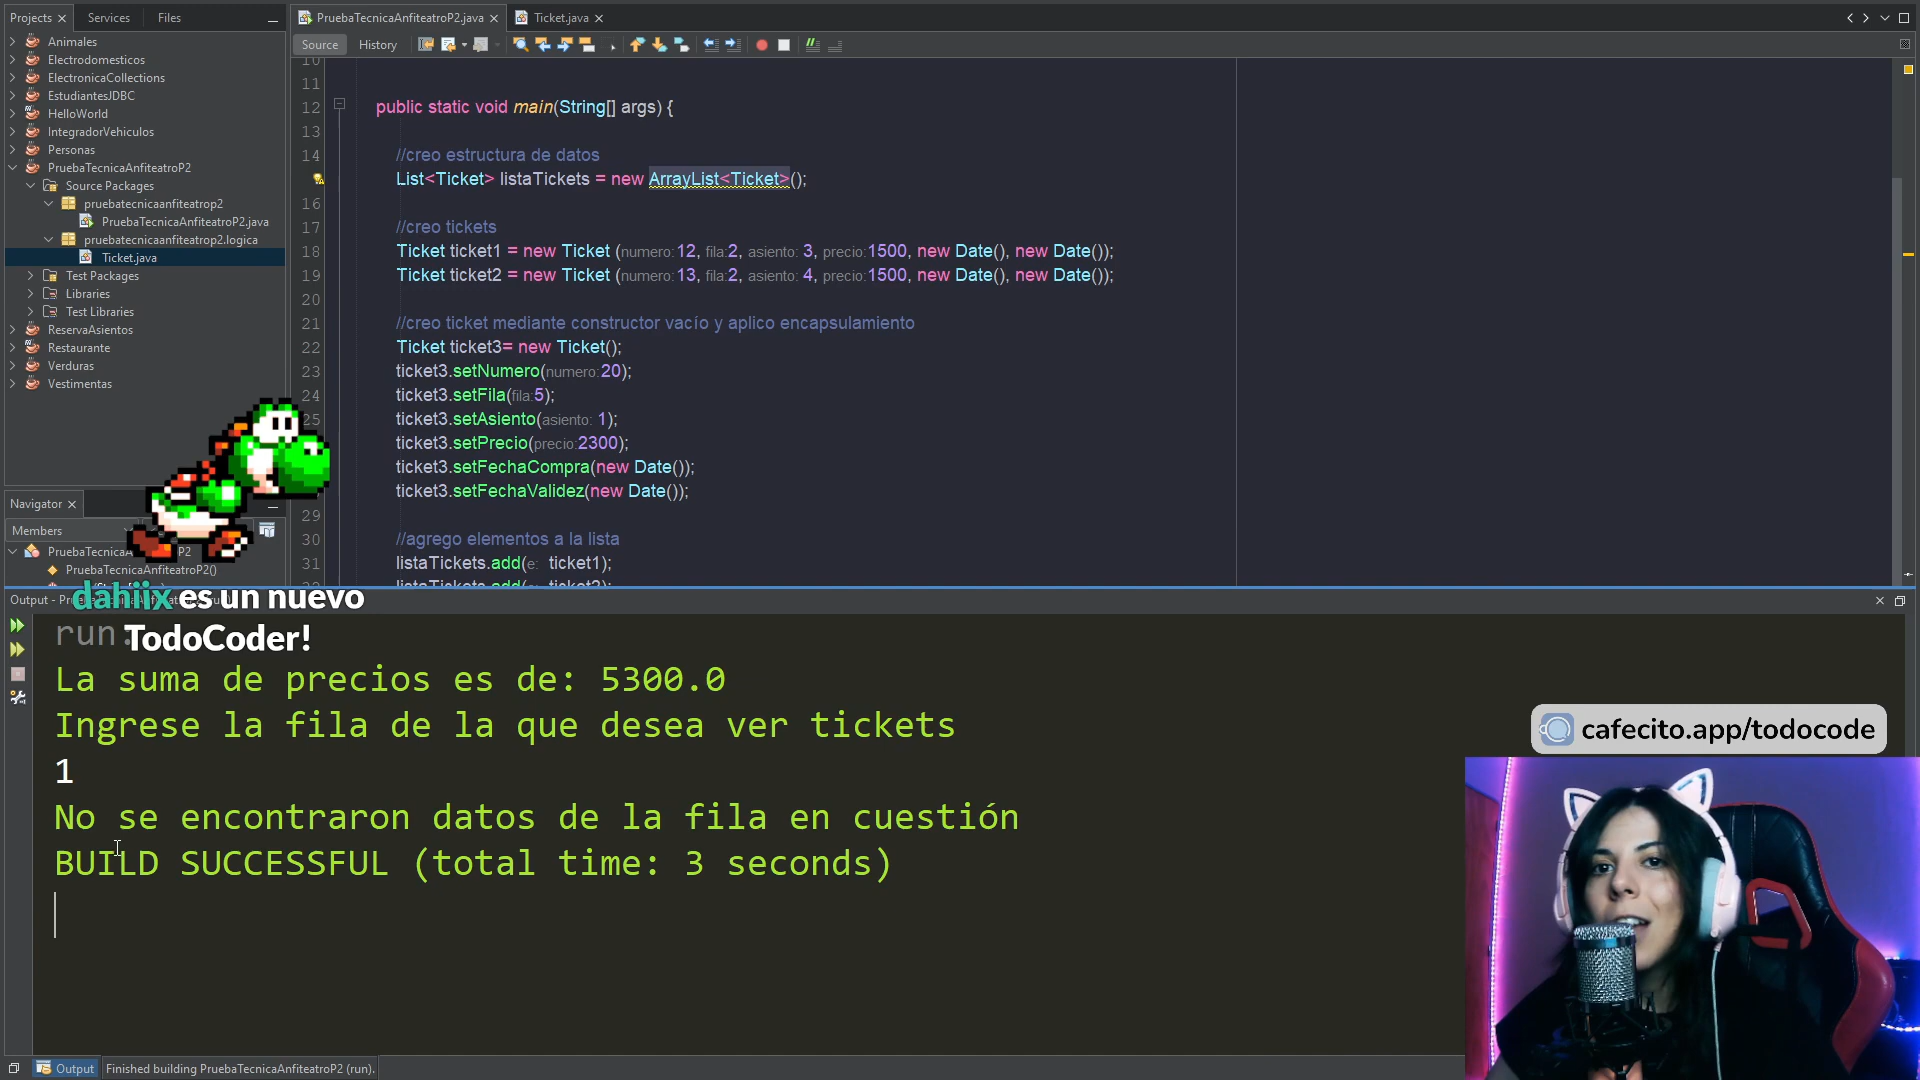 Projects
Services
Files
PruebaTecnicaAnfiteatroP2.java
Ticket.java
Source
History
Animales
Electrodomesticos
ElectronicaCollections
EstudiantesJDBC
HelloWorld
IntegradorVehiculos
Personas
PruebaTecnicaAnfiteatroP2
Source Packages
pruebatecnicaanfiteatrop2
PruebaTecnicaAnfiteatroP2.java
pruebatecnicaanfiteatrop2.logica
Ticket.java
Test Packages
Libraries
Test Libraries
ReservaAsientos
Restaurante
Verduras
Vestimentas
Navigator
Members
PruebaTecnicaA P2
PruebaTecnicaAnfiteatroP2()
10
11
12 public static void main(String[] args) {
13
14 //creo estructura de datos
List<Ticket> listaTickets = new ArrayList<Ticket>();
16
17 //creo tickets
18 Ticket ticket1 = new Ticket (numero:12, fila:2, asiento: 3, precio:1500, new Date(), new Date());
19 Ticket ticket2 = new Ticket (numero:13, fila:2, asiento: 4, precio:1500, new Date(), new Date());
20
21 //creo ticket mediante constructor vacío y aplico encapsulamiento
22 Ticket ticket3= new Ticket();
23 ticket3.setNumero(numero:20);
24 ticket3.setFila(fila:5);
25 ticket3.setAsiento(asiento: 1);
ticket3.setPrecio(precio:2300);
ticket3.setFechaCompra(new Date());
ticket3.setFechaValidez(new Date());
29
30 //agrego elementos a la lista
31 listaTickets.add(e: ticket1);
listaTickets.add(e: ticket2);
Output - P
dahiix es un nuevo
TodoCoder!
run:
La suma de precios es de: 5300.0
Ingrese la fila de la que desea ver tickets
1
No se encontraron datos de la fila en cuestión
BUILD SUCCESSFUL (total time: 3 seconds)
cafecito.app/todocode
Output
Finished building PruebaTecnicaAnfiteatroP2 (run).